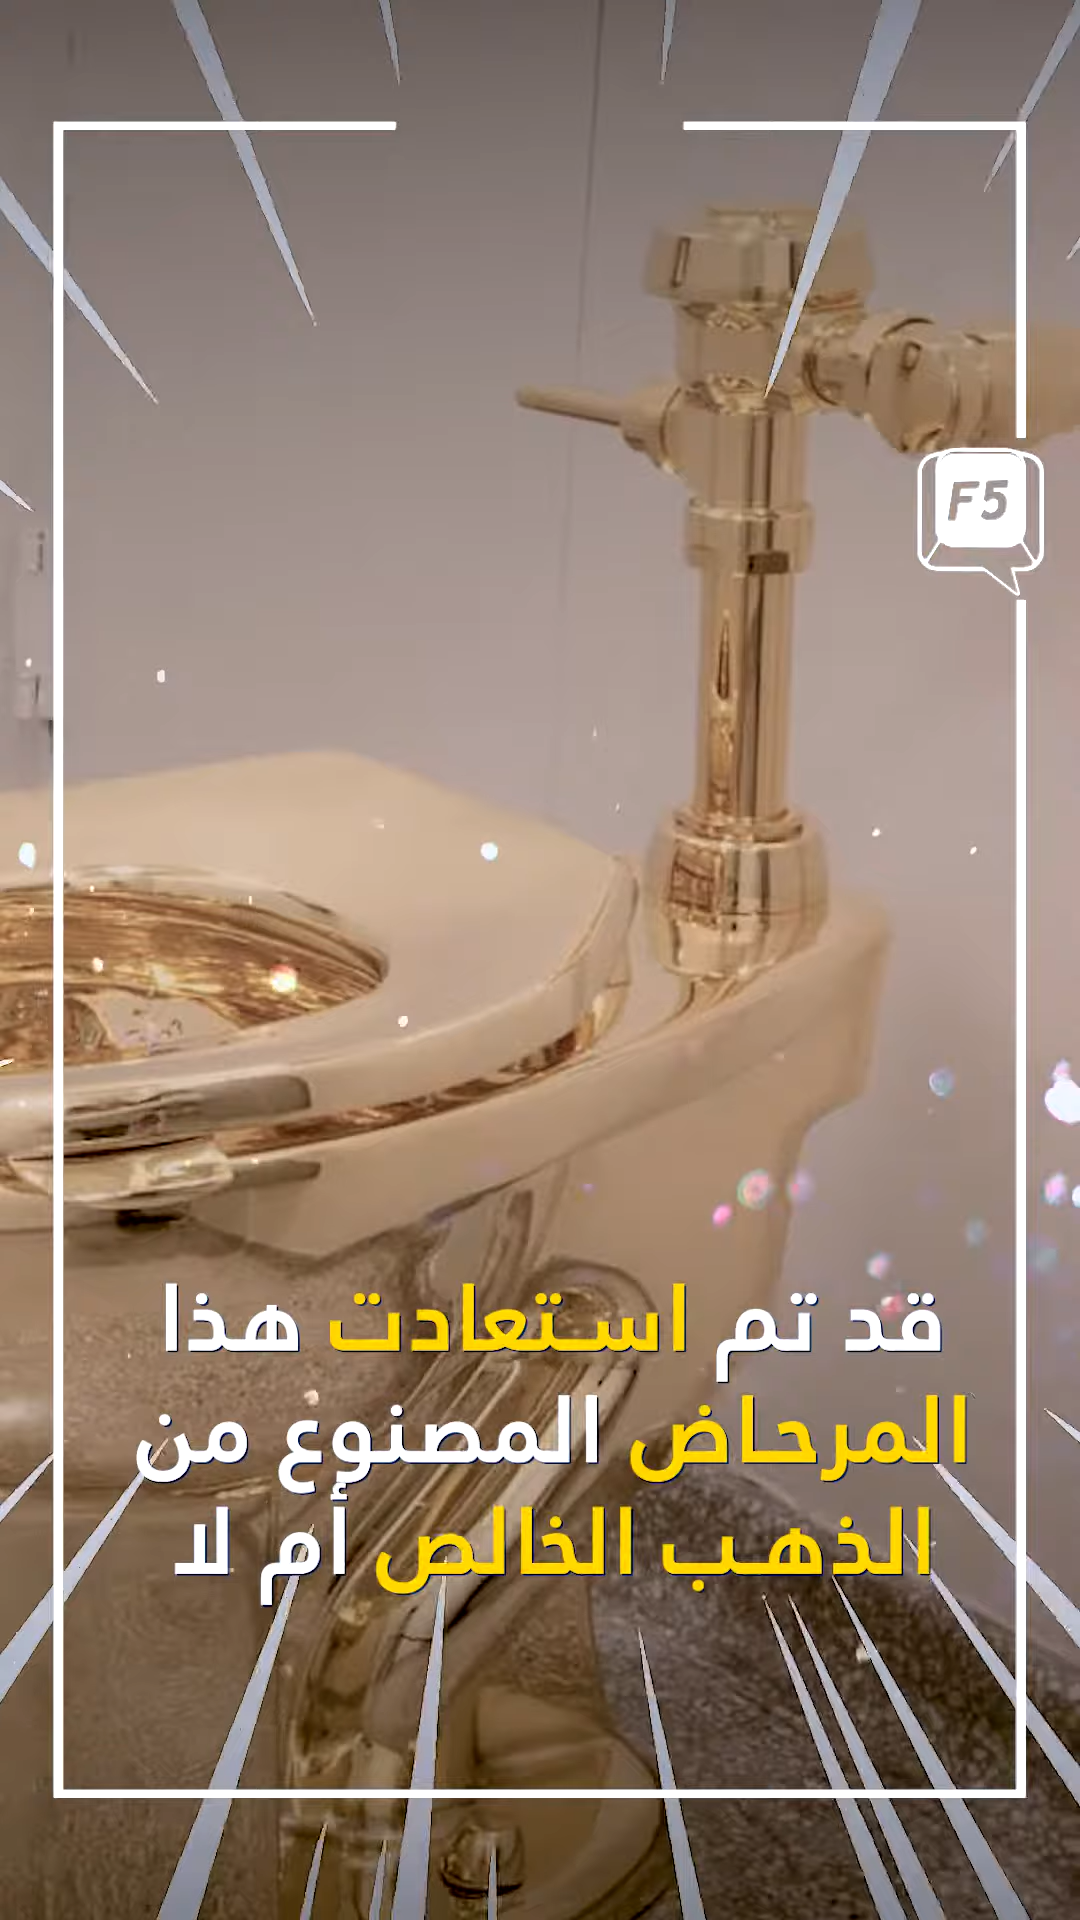 F5
قد تم استعادت هذا
المرحاض المصنوع من
الذهب الخالص أم لا